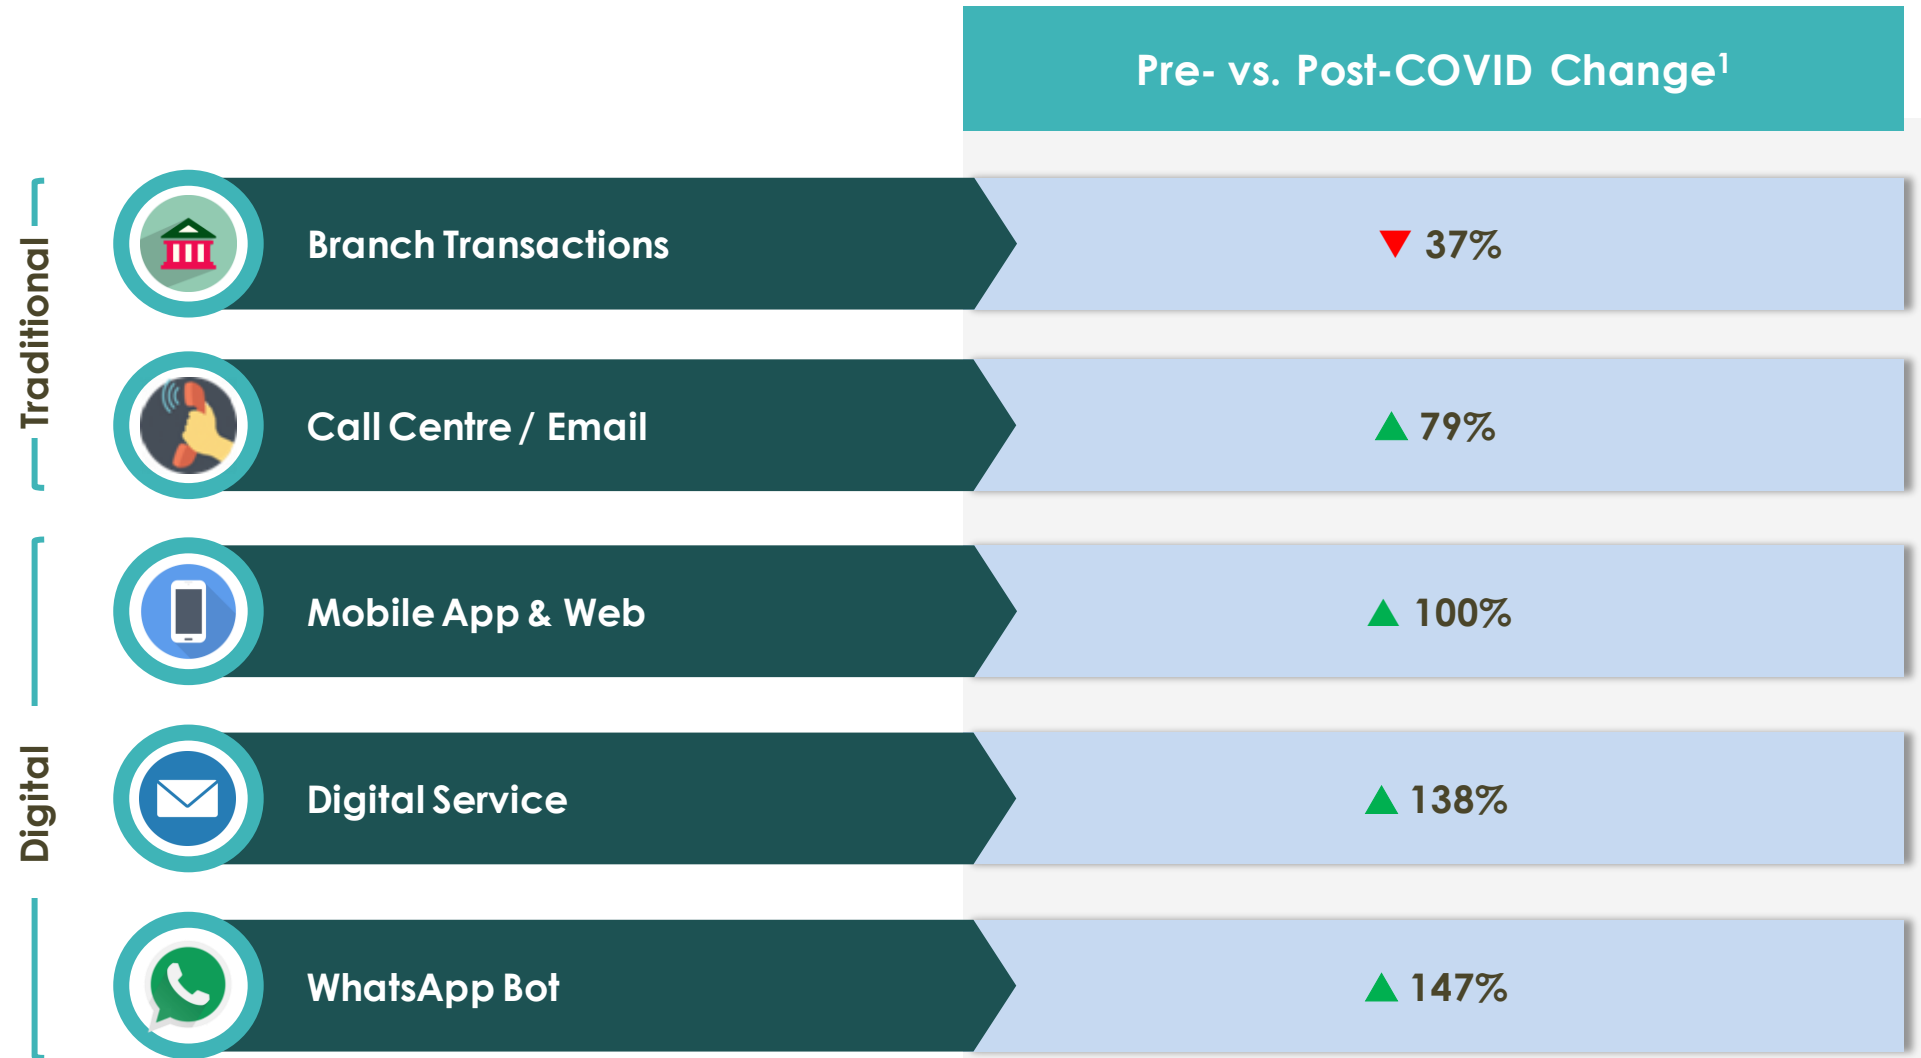 Pre- vs. Post-COVID Change¹
Traditional
Branch Transactions
▼ 37%
Call Centre / Email
▲ 79%
Digital
Mobile App & Web
▲ 100%
Digital Service
▲ 138%
WhatsApp Bot
▲ 147%